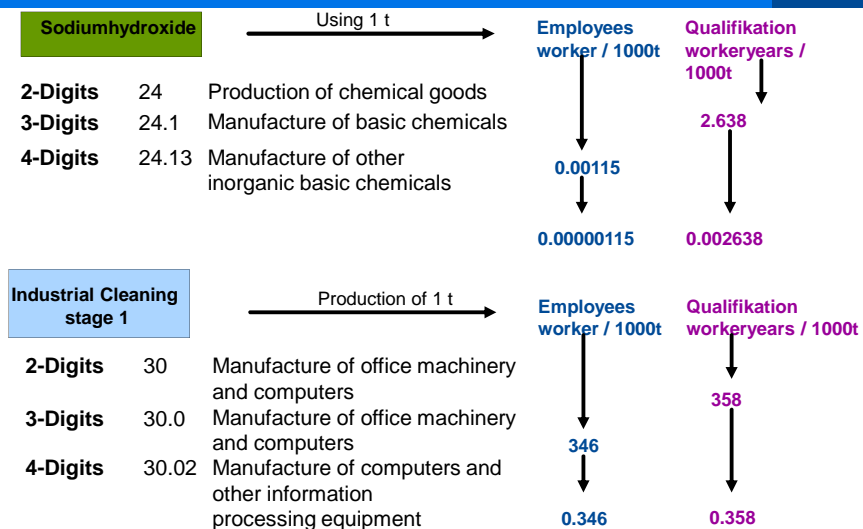 Sodiumhydroxide
Using 1 t
Employees
worker / 1000t
Qualifikation
workeryears /
1000t
2-Digits 24 Production of chemical goods
3-Digits 24.1 Manufacture of basic chemicals
2.638
4-Digits 24.13 Manufacture of other
inorganic basic chemicals
0.00115
0.00000115 0.002638
Industrial Cleaning
stage 1
Production of 1 t
Employees
worker / 1000t
Qualifikation
workeryears / 1000t
2-Digits 30 Manufacture of office machinery
and computers
358
3-Digits 30.0 Manufacture of office machinery
and computers
346
4-Digits 30.02 Manufacture of computers and
other information
processing equipment
0.346 0.358